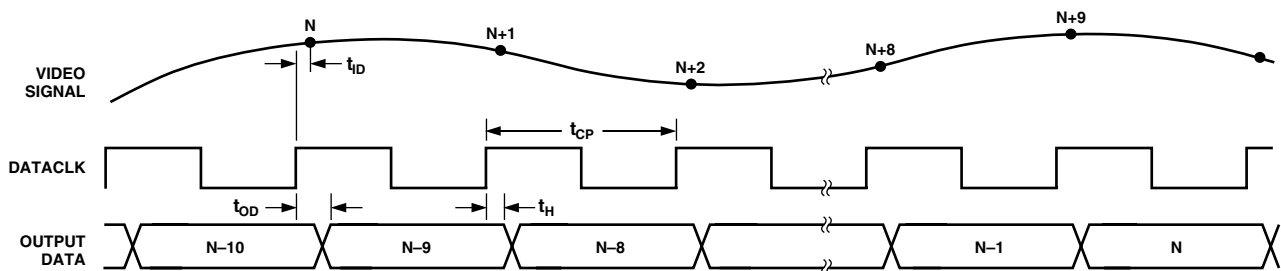 N
N+1
N+2
N+8
N+9
tID
VIDEO
SIGNAL
tCP
DATACLK
tOD
tH
OUTPUT
DATA
N–10
N–9
N–8
N–1
N